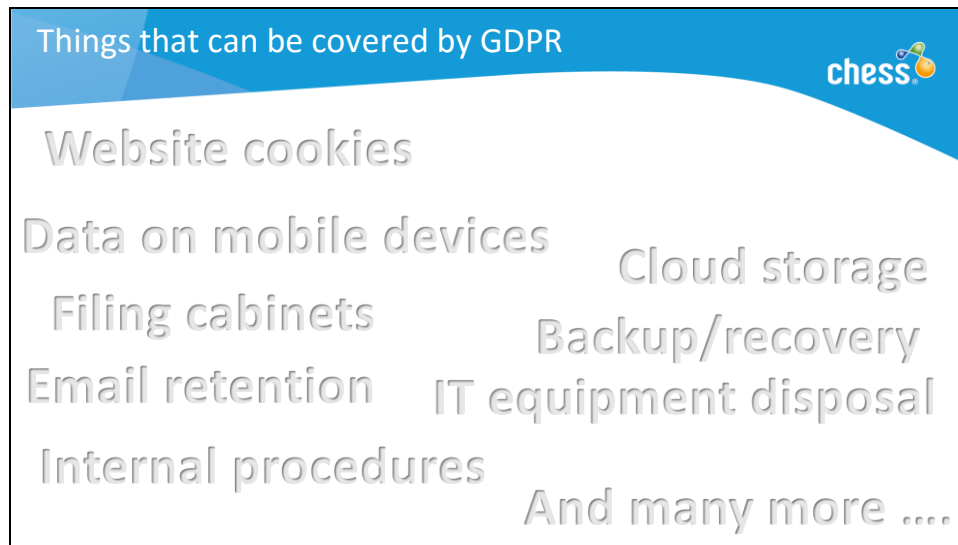 Things that can be covered by GDPR
chess®
Website cookies
Data on mobile devices
Cloud storage
Filing cabinets
Backup/recovery
Email retention
IT equipment disposal
Internal procedures
And many more ....